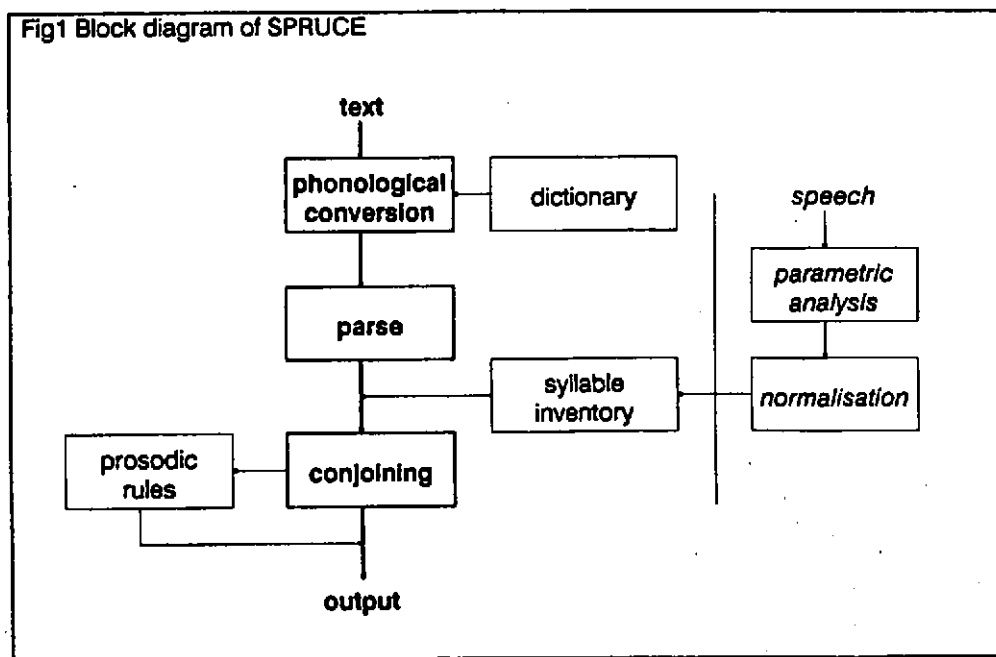 Fig1 Block diagram of SPRUCE
text
phonological
conversion
dictionary
speech
parametric
analysis
parse
syllable
inventory
normalisation
prosodic
rules
conjoining
output